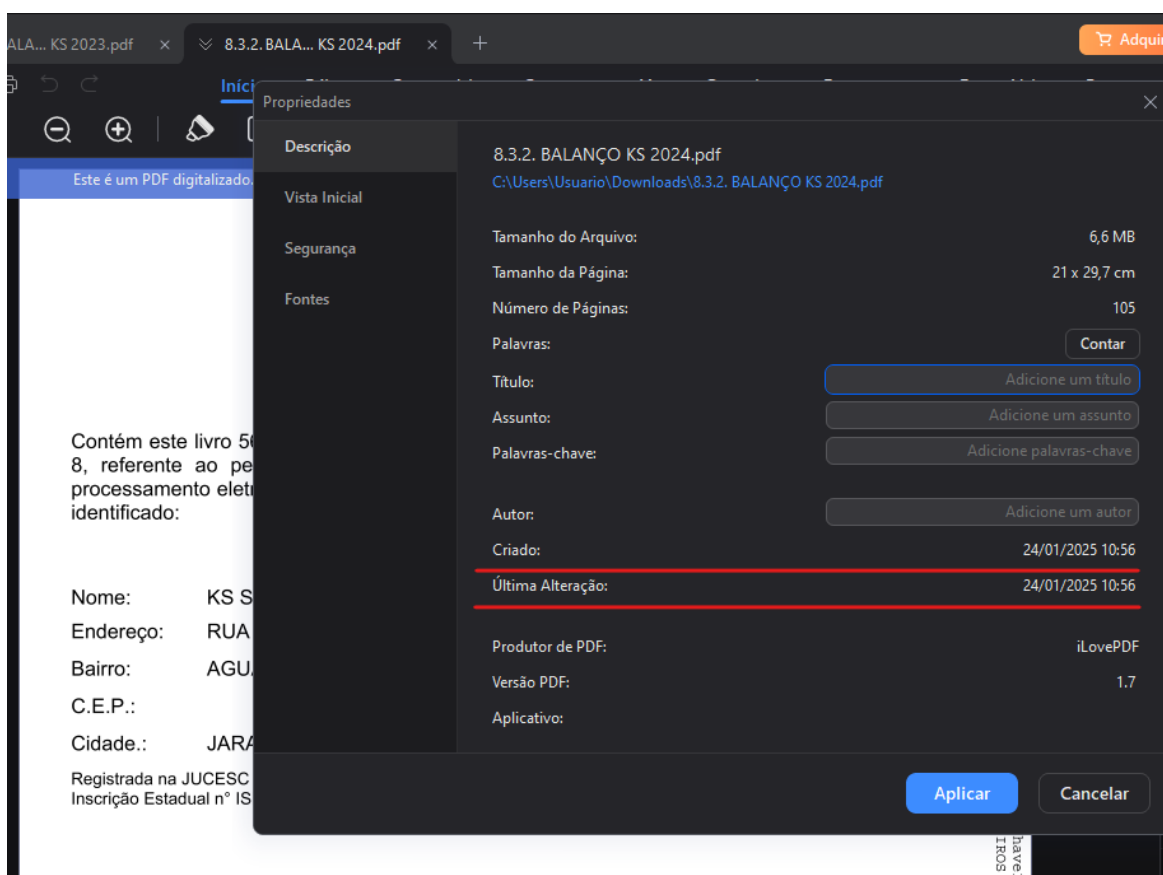 ALA... KS 2023.pdf × 8.3.2. BALA... KS 2024.pdf × +
Adqui
Iníc
Propriedades
Este é um PDF digitalizado.
Descrição
Vista Inicial
Segurança
Fontes
8.3.2. BALANÇO KS 2024.pdf
C:\Users\Usuario\Downloads\8.3.2. BALANÇO KS 2024.pdf
Tamanho do Arquivo: 6,6 MB
Tamanho da Página: 21 x 29,7 cm
Número de Páginas: 105
Palavras: Contar
Título: Adicione um título
Assunto: Adicione um assunto
Palavras-chave: Adicione palavras-chave
Autor: Adicione um autor
Criado: 24/01/2025 10:56
Última Alteração: 24/01/2025 10:56
Produtor de PDF: iLovePDF
Versão PDF: 1.7
Aplicativo:
Aplicar Cancelar
Contém este livro 5
8, referente ao pe
processamento elet
identificado:
Nome: KS S
Endereço: RUA
Bairro: AGU
C.E.P.:
Cidade.: JARA
Registrada na JUCESC
Inscrição Estadual n° IS
have:
IROS